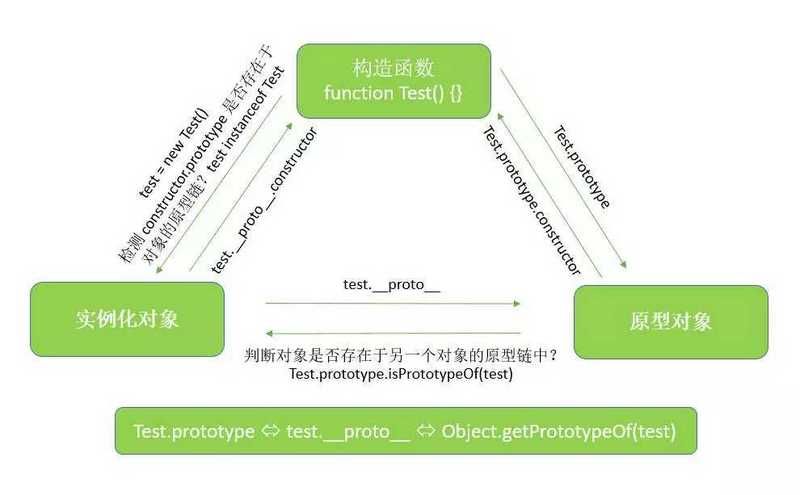 构造函数
function Test() {}
test = new Test()
检测 constructor.prototype 是否存在于
对象的原型链? test instanceof Test
test.__proto__.constructor
Test.prototype
Test.prototype.constructor
实例化对象
test.__proto__
原型对象
判断对象是否存在于另一个对象的原型链中?
Test.prototype.isPrototypeOf(test)
Test.prototype ⇔ test.__proto__ ⇔ Object.getPrototypeOf(test)